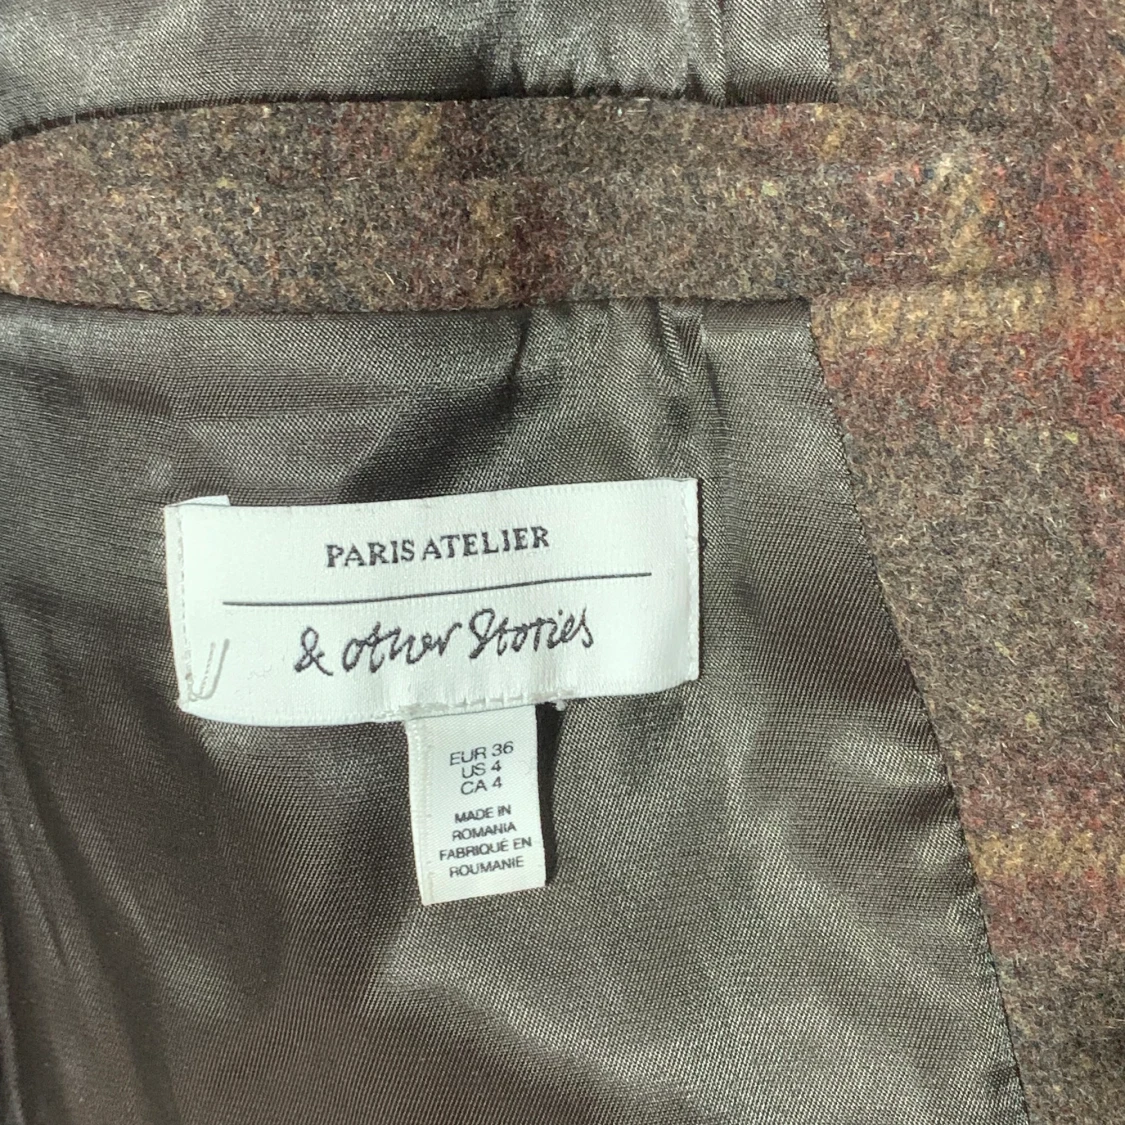 PARIS ATELIER
& other Stories
EUR 36
US 4
CA 4
MADE IN
ROMANIA
FABRIQUÉ EN
ROUMANIE